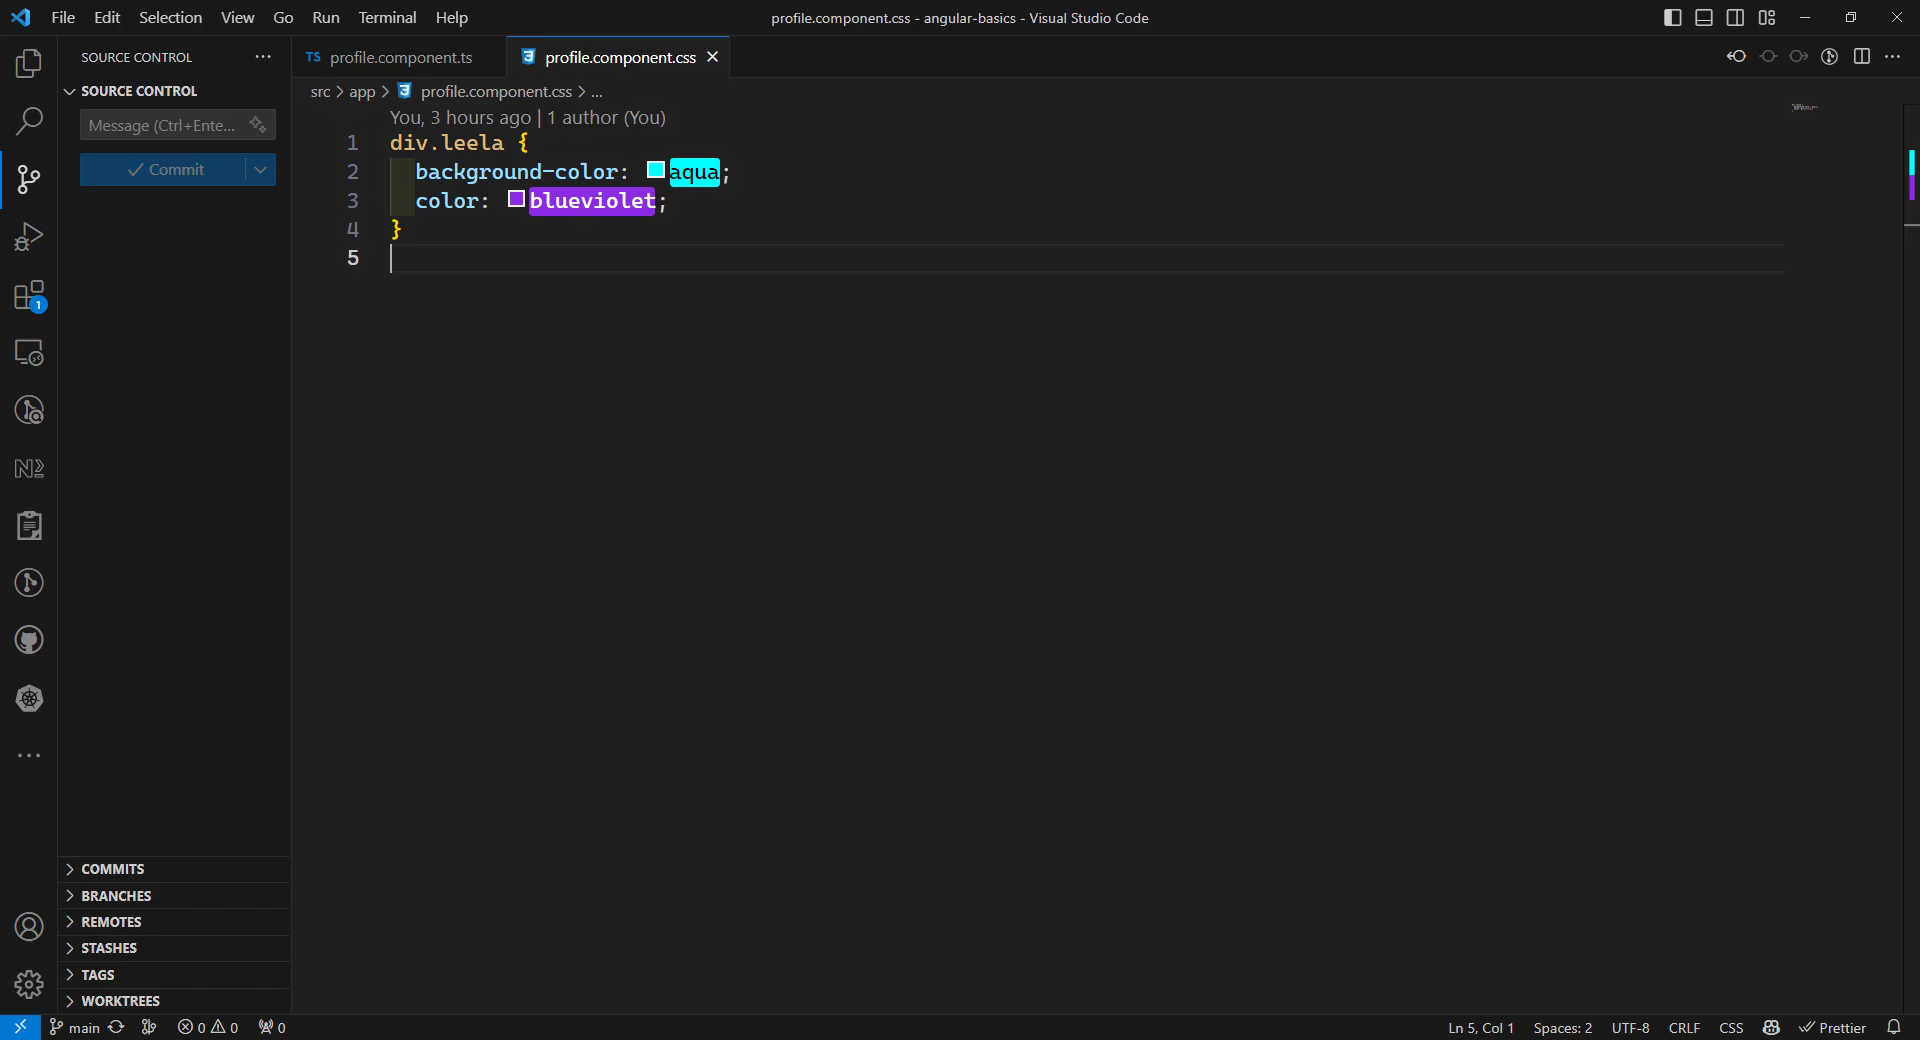 File Edit Selection View Go Run Terminal Help
profile.component.css - angular-basics - Visual Studio Code
SOURCE CONTROL
SOURCE CONTROL
Message (Ctrl+Ente...
Commit
1
COMMITS
BRANCHES
REMOTES
STASHES
TAGS
WORKTREES
TS profile.component.ts
profile.component.css
src > app > profile.component.css > ...
You, 3 hours ago | 1 author (You)
1 div.leela {
2 background-color: aqua;
3 color: blueviolet;
4 }
5
main 0 0 0
Ln 5, Col 1 Spaces: 2 UTF-8 CRLF CSS Prettier